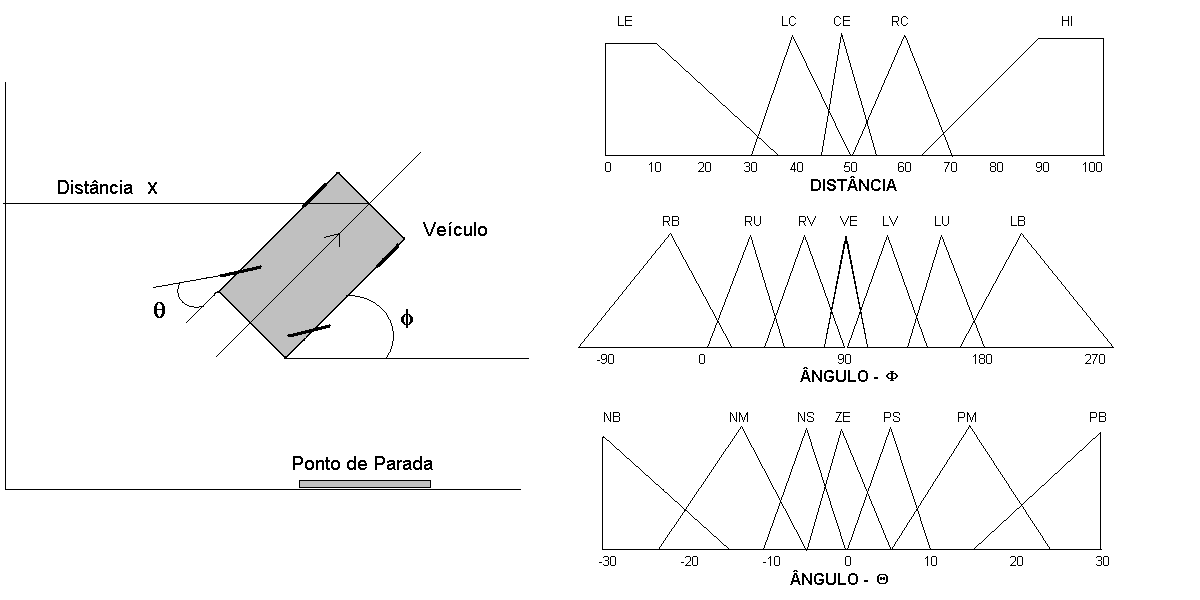 Distância x
Veículo
θ
ϕ
Ponto de Parada
LE LC CE RC HI
0 10 20 30 40 50 60 70 80 90 100
DISTÂNCIA
RB RU RV VE LV LU LB
-90 0 90 180 270
ÂNGULO - Φ
NB NM NS ZE PS PM PB
-30 -20 -10 0 10 20 30
ÂNGULO - Θ